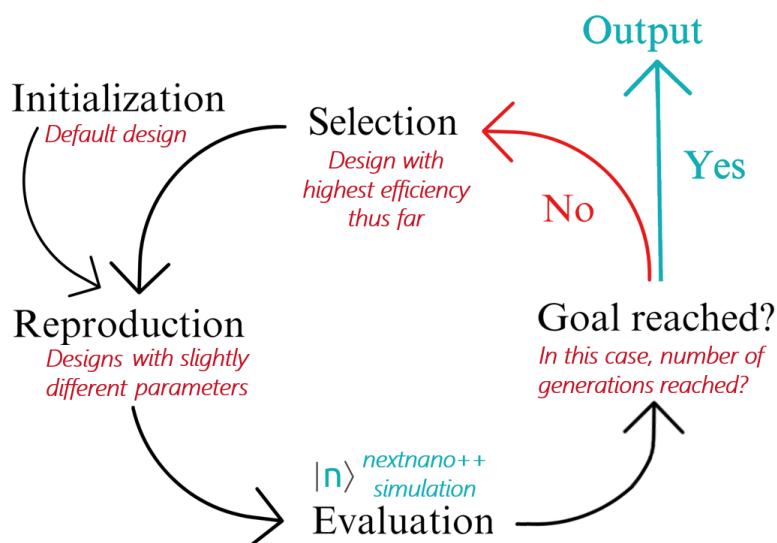 Output
Initialization
Default design
Selection
Design with
highest efficiency
thus far
Yes
No
Reproduction
Designs with slightly
different parameters
Goal reached?
In this case, number of
generations reached?
|n⟩ nextnano++
simulation
Evaluation